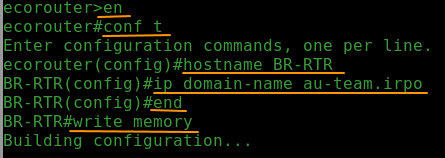 ecorouter>en
ecorouter#conf t
Enter configuration commands, one per line.
ecorouter(config)#hostname BR-RTR
BR-RTR(config)#ip domain-name au-team.irpo
BR-RTR(config)#end
BR-RTR#write memory
Building configuration...